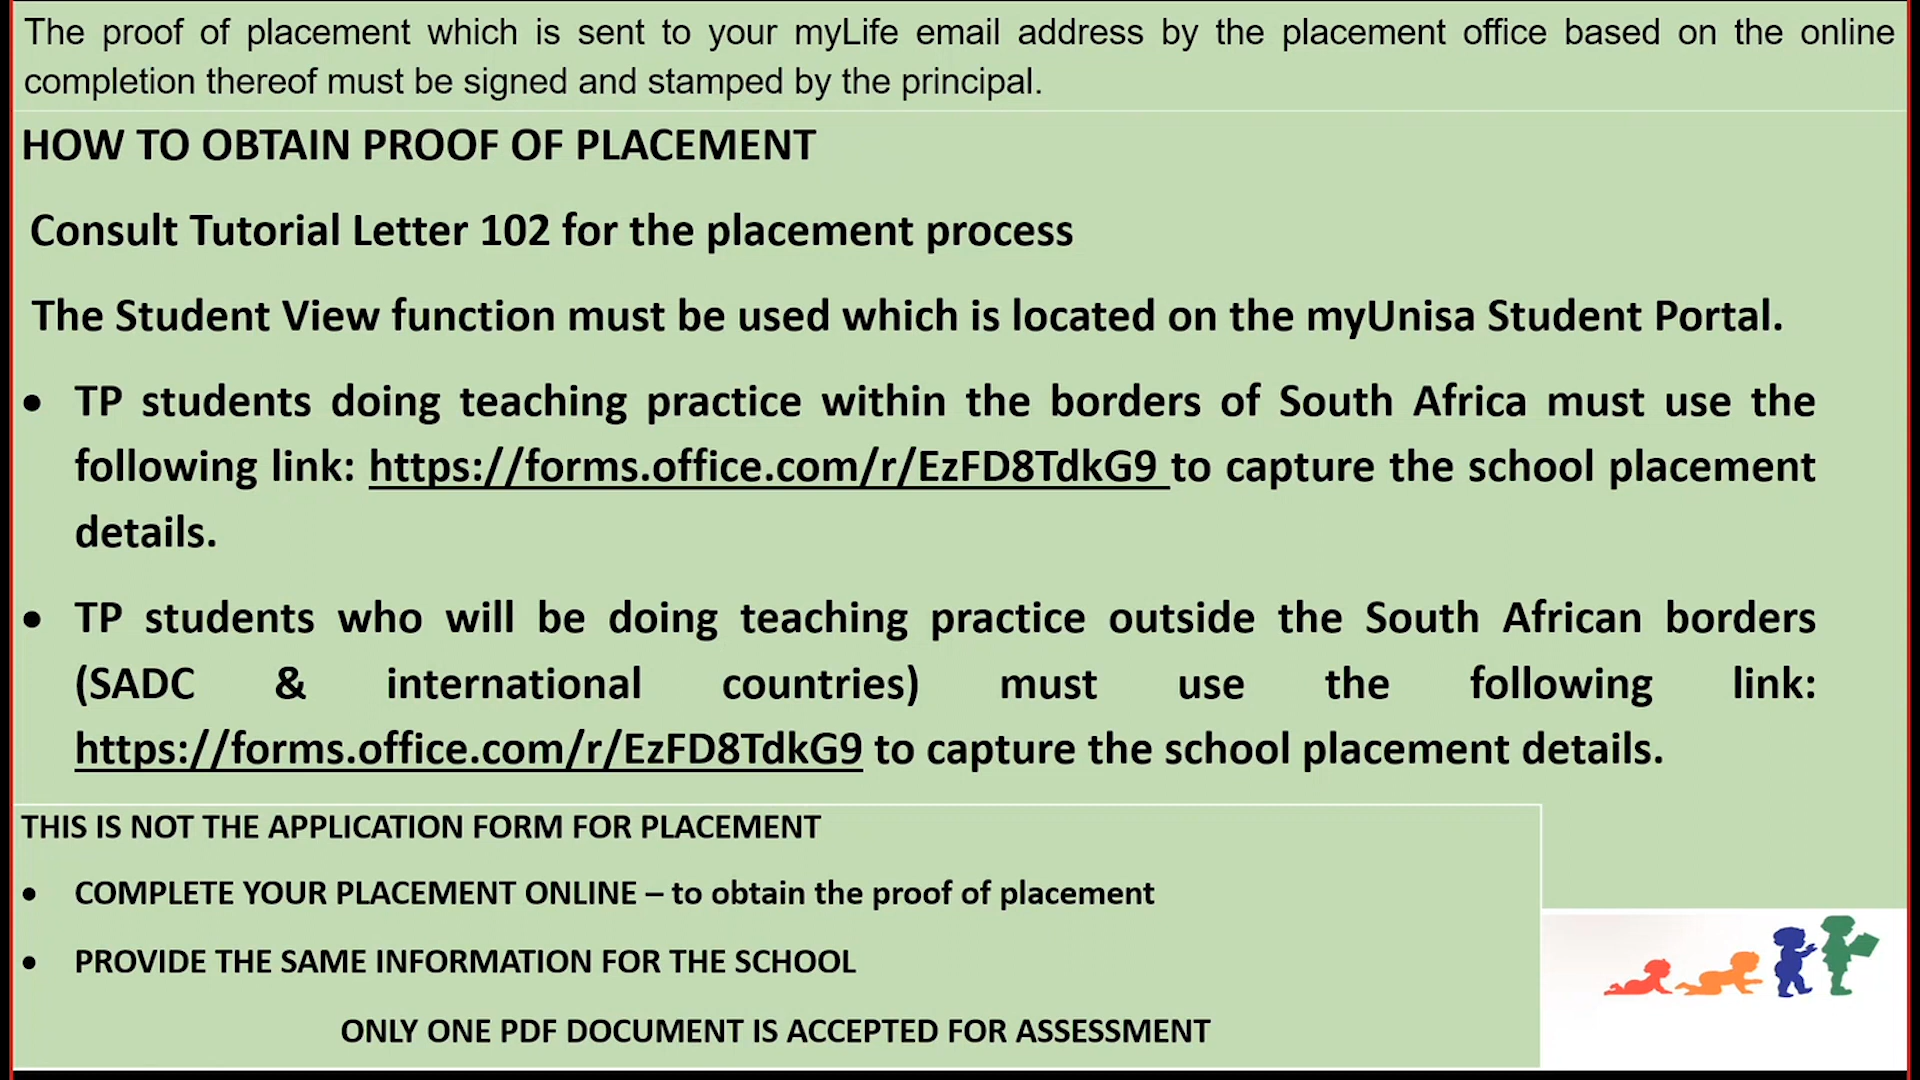 The proof of placement which is sent to your myLife email address by the placement office based on the online
completion thereof must be signed and stamped by the principal.
HOW TO OBTAIN PROOF OF PLACEMENT
Consult Tutorial Letter 102 for the placement process
The Student View function must be used which is located on the myUnisa Student Portal.
• TP students doing teaching practice within the borders of South Africa must use the
following link: https://forms.office.com/r/EzFD8TdkG9 to capture the school placement
details.
• TP students who will be doing teaching practice outside the South African borders
(SADC & international countries) must use the following link:
https://forms.office.com/r/EzFD8TdkG9 to capture the school placement details.
THIS IS NOT THE APPLICATION FORM FOR PLACEMENT
• COMPLETE YOUR PLACEMENT ONLINE – to obtain the proof of placement
• PROVIDE THE SAME INFORMATION FOR THE SCHOOL
ONLY ONE PDF DOCUMENT IS ACCEPTED FOR ASSESSMENT